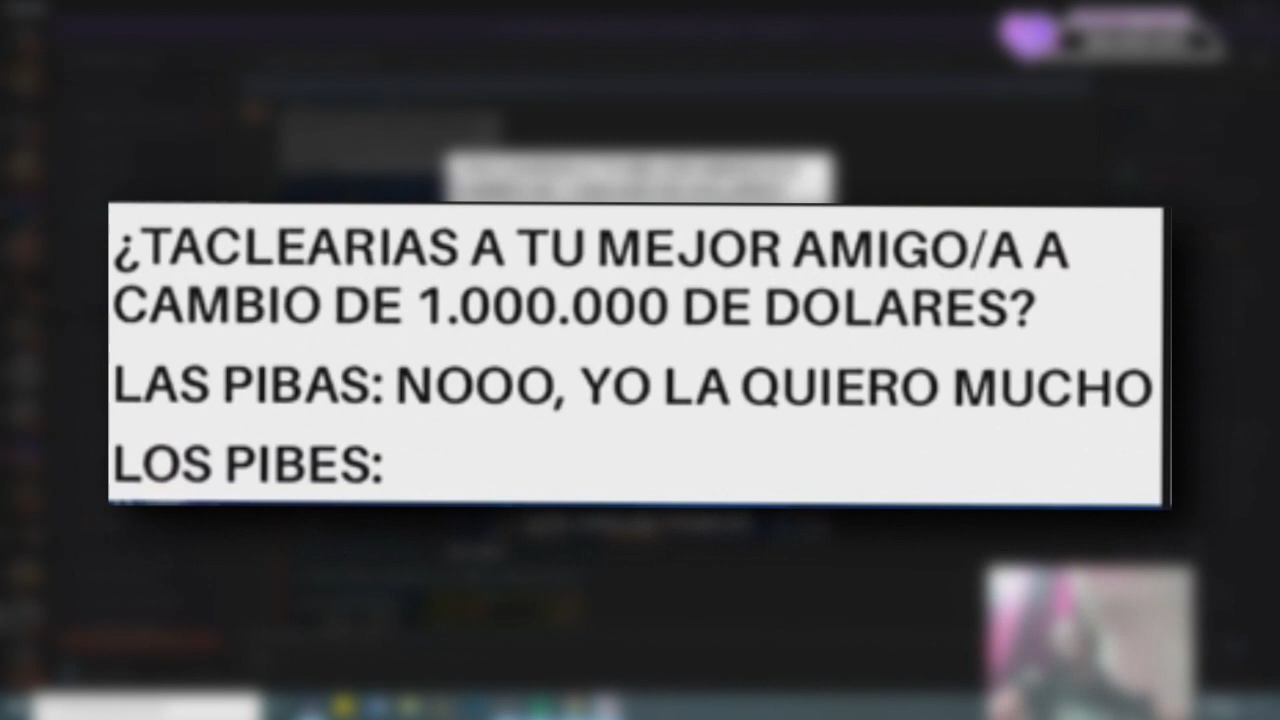 ¿TACLEARIAS A TU MEJOR AMIGO/A A
CAMBIO DE 1.000.000 DE DOLARES?
LAS PIBAS: NOOO, YO LA QUIERO MUCHO
LOS PIBES: